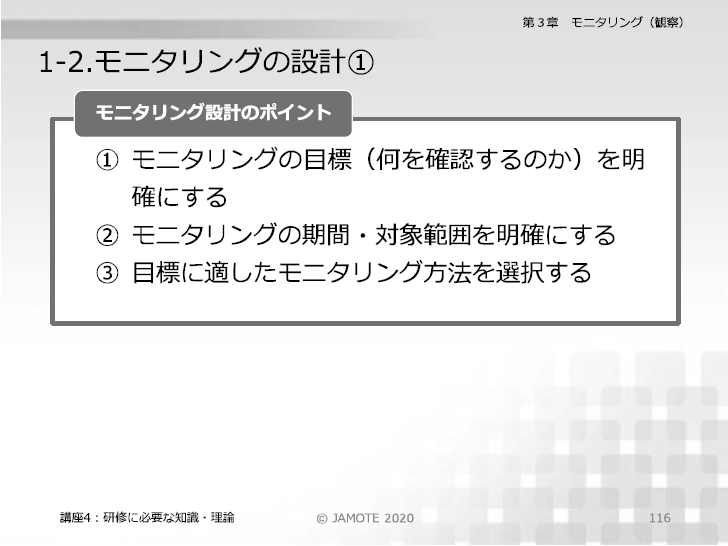 第３章　モニタリング（観察）
1-2.モニタリングの設計①
モニタリング設計のポイント
① モニタリングの目標（何を確認するのか）を明
確にする
② モニタリングの期間・対象範囲を明確にする
③ 目標に適したモニタリング方法を選択する
講座4：研修に必要な知識・理論
© JAMOTE 2020
116